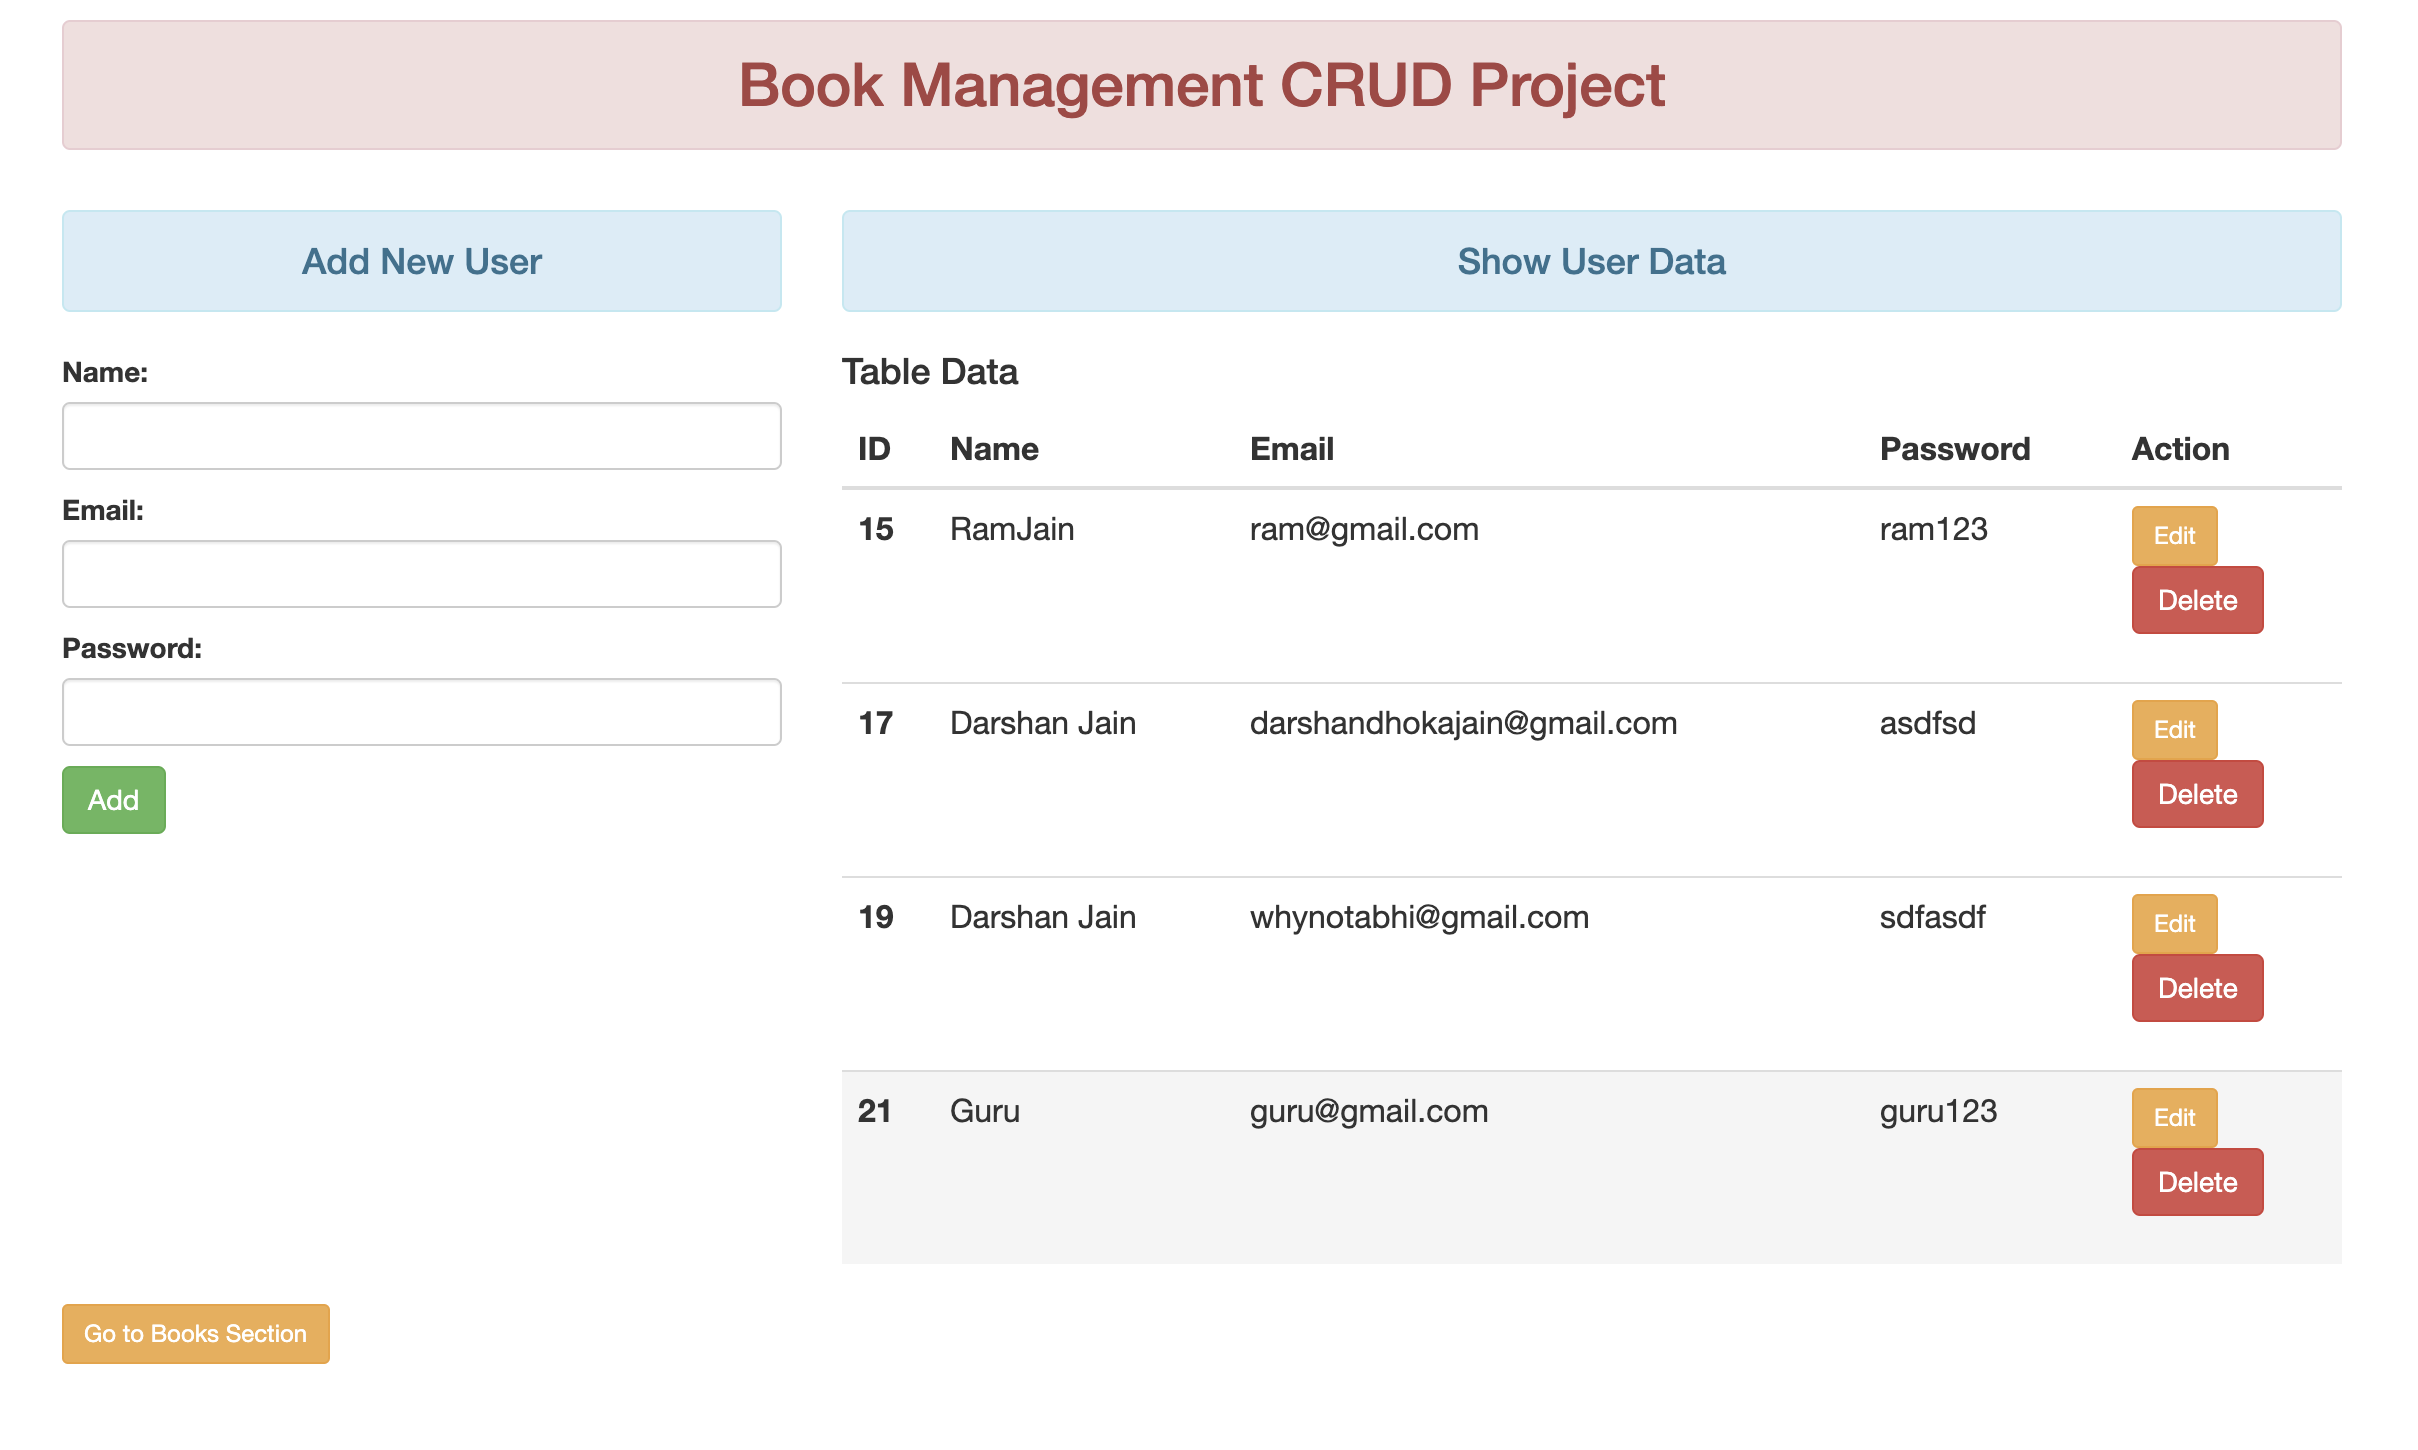 Book Management CRUD Project
Add New User
Name:
Email:
Password:
Add
Show User Data
Table Data
ID Name Email Password Action
15 RamJain ram@gmail.com ram123 Edit
Delete
17 Darshan Jain darshandhokajain@gmail.com asdfsd Edit
Delete
19 Darshan Jain whynotabhi@gmail.com sdfasdf Edit
Delete
21 Guru guru@gmail.com guru123 Edit
Delete
Go to Books Section